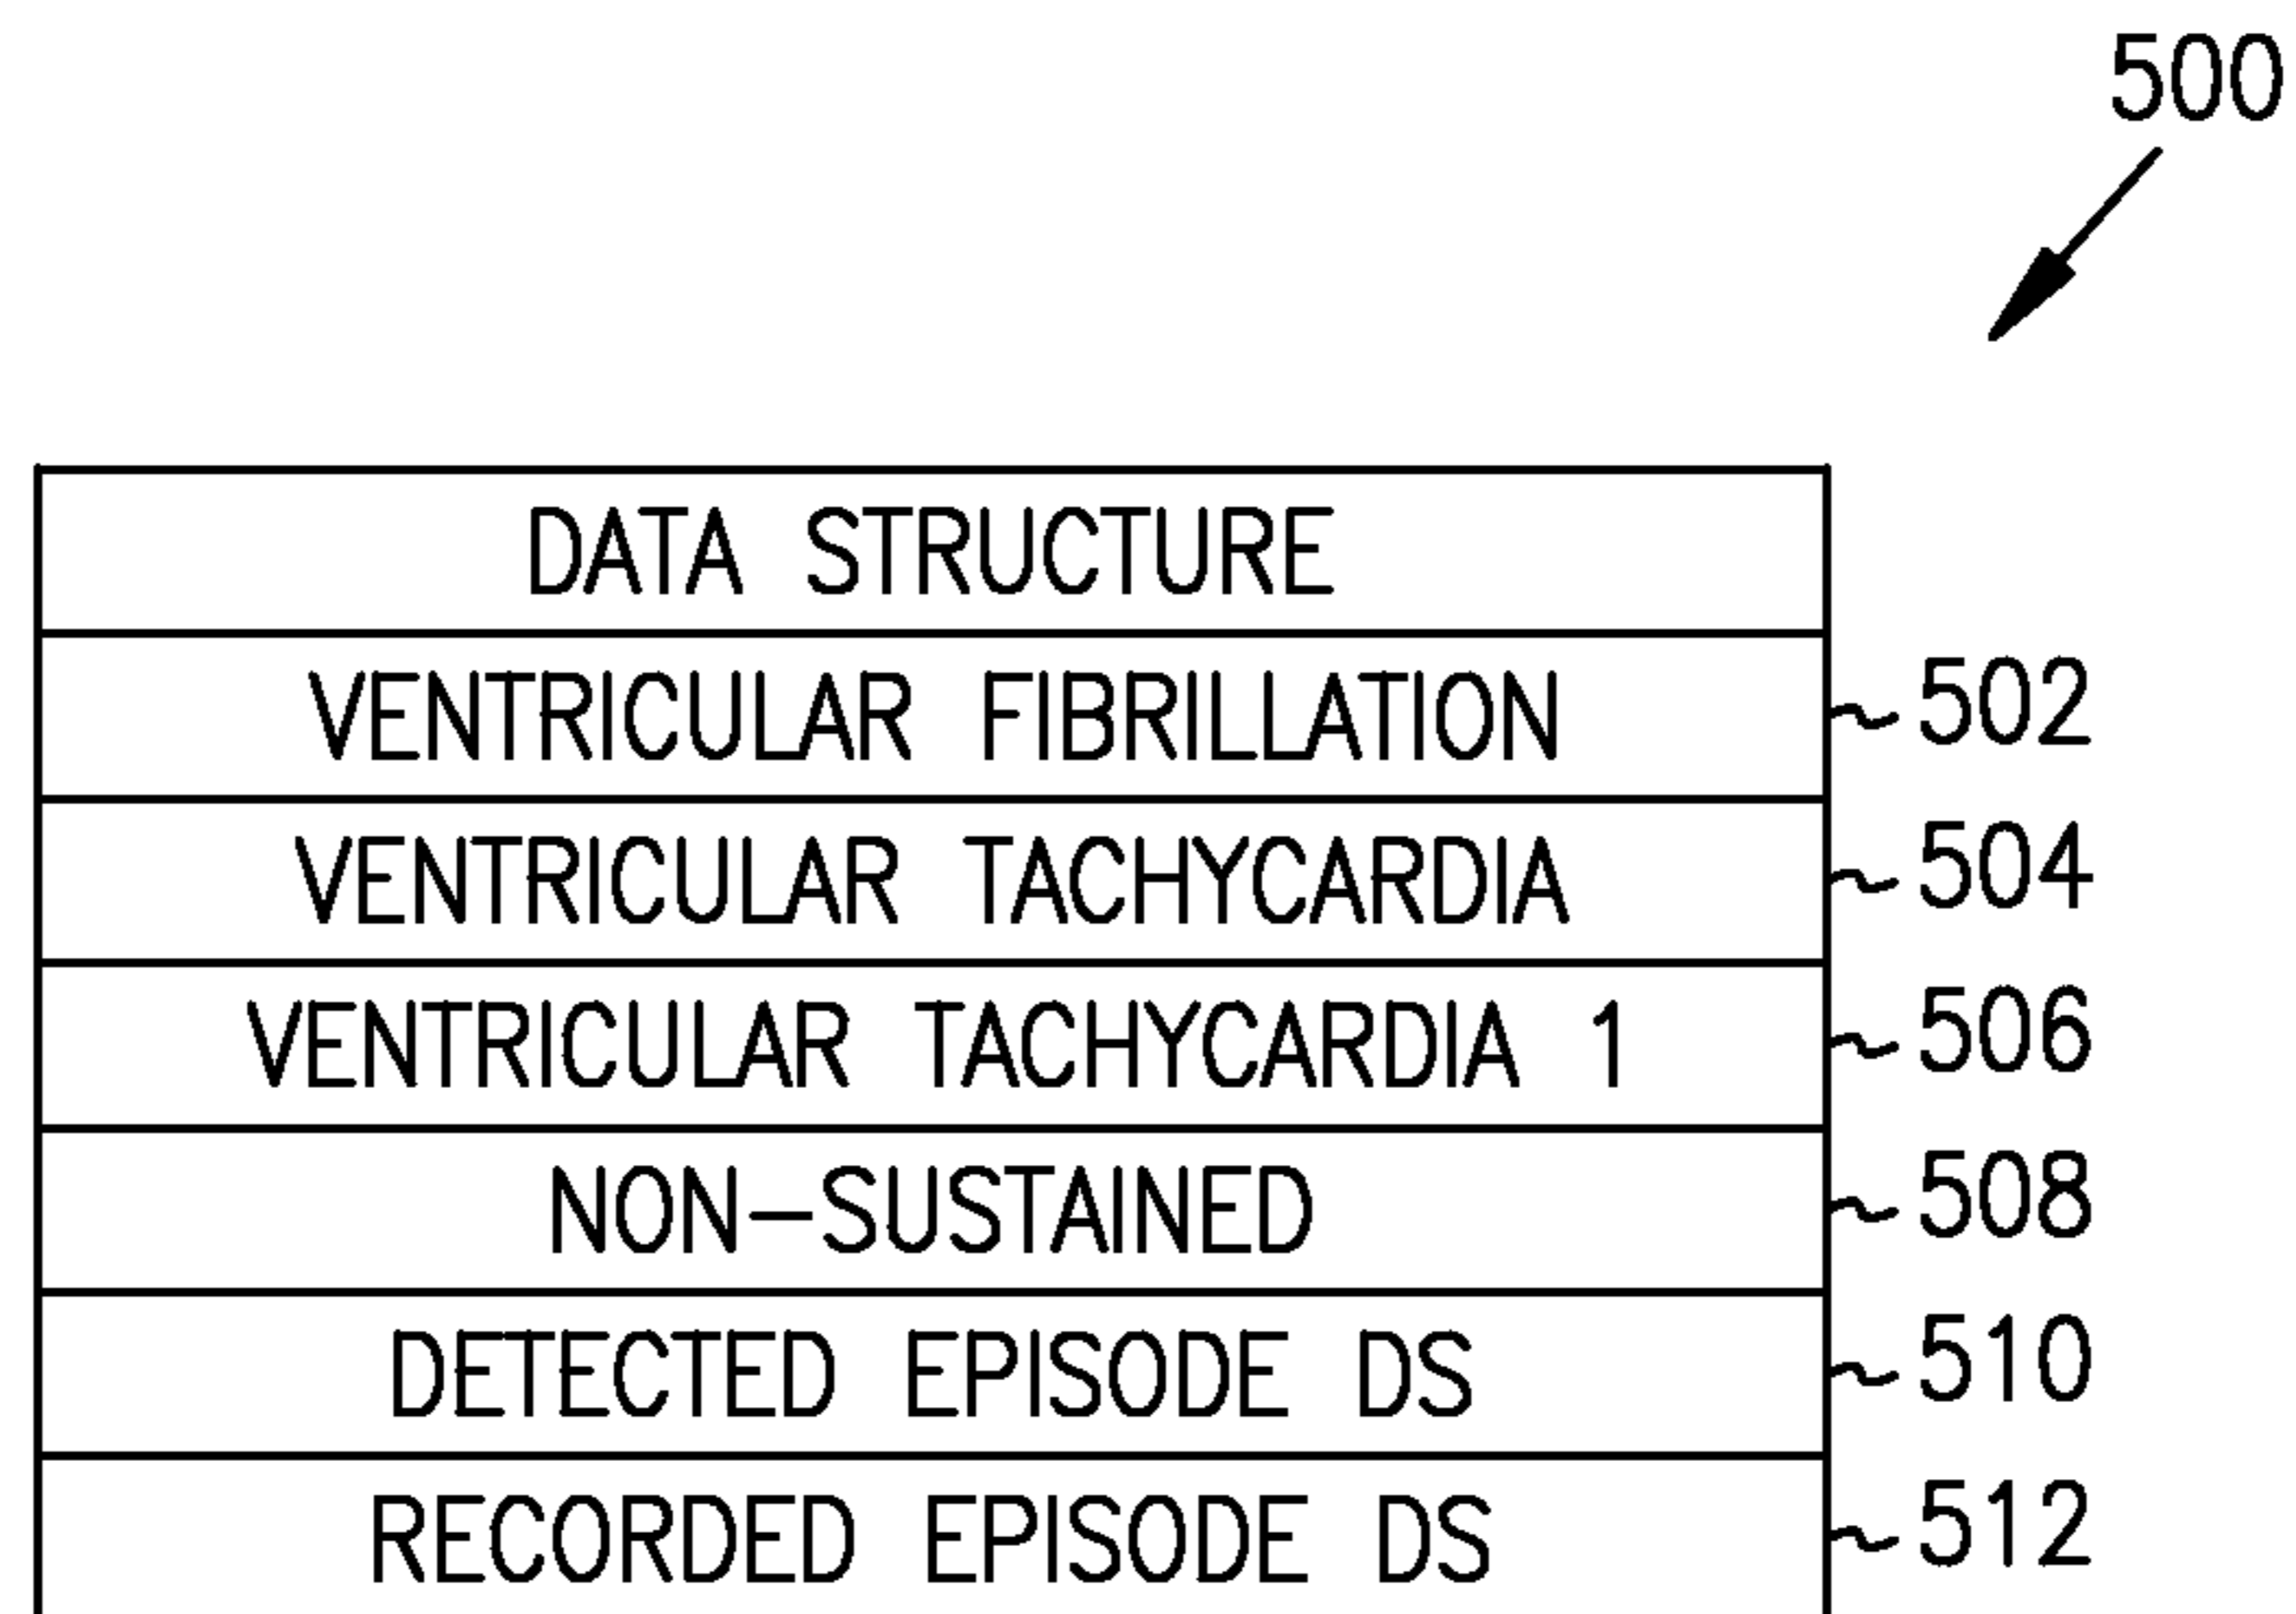 500
DATA STRUCTURE
VENTRICULAR FIBRILLATION 502
VENTRICULAR TACHYCARDIA 504
VENTRICULAR TACHYCARDIA 1 506
NON-SUSTAINED 508
DETECTED EPISODE DS 510
RECORDED EPISODE DS 512